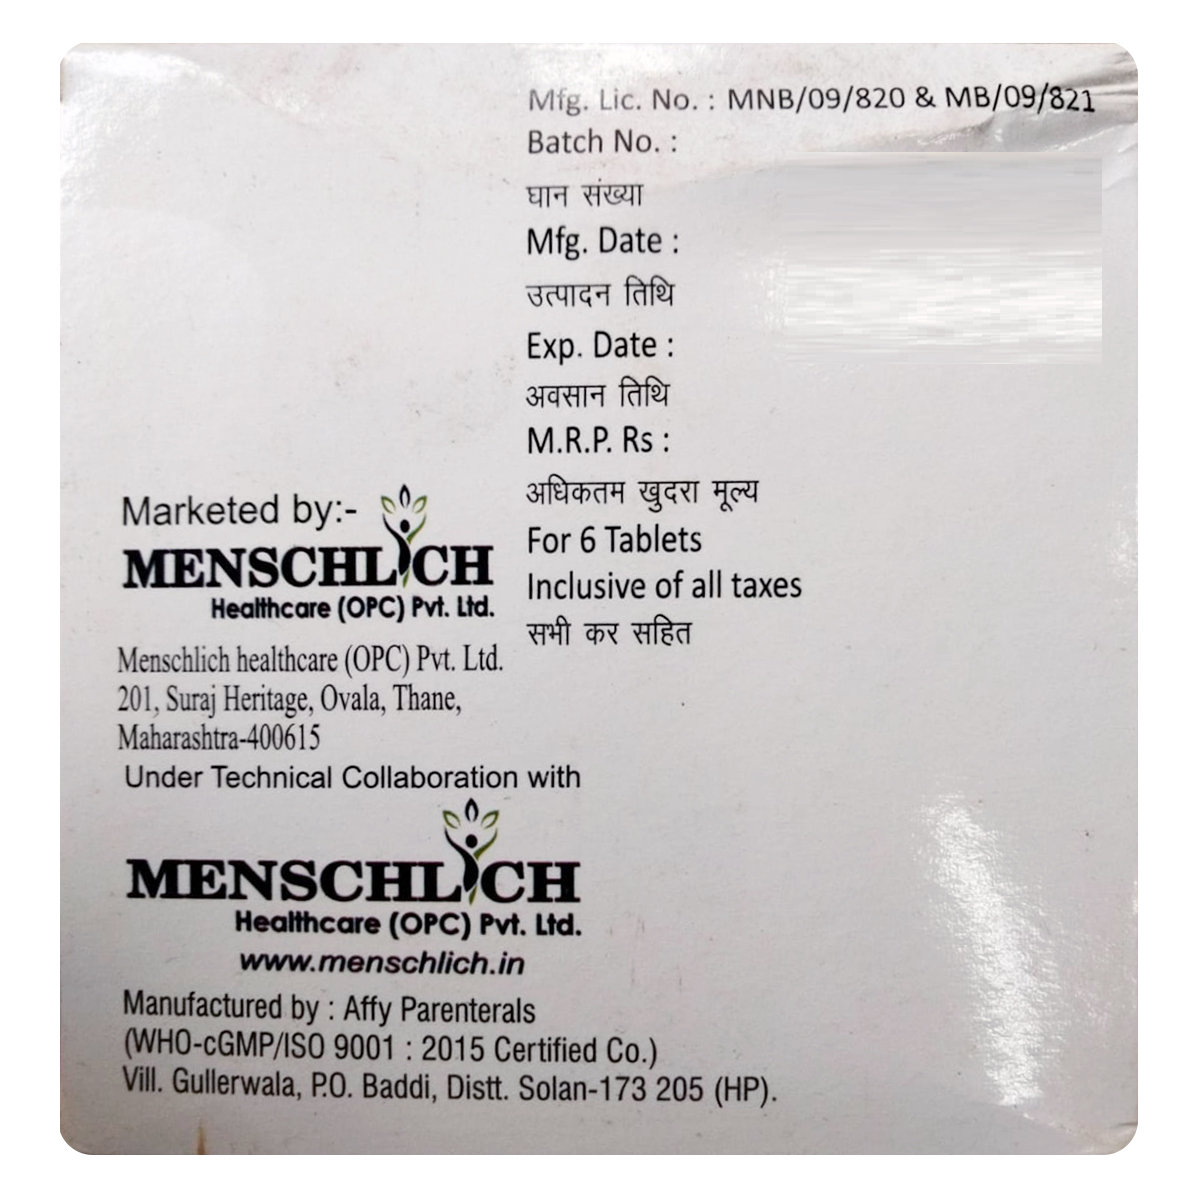 Mfg. Lic. No. : MNB/09/820 & MB/09/821
Batch No. :
घान संख्या
Mfg. Date :
उत्पादन तिथि
Exp. Date :
अवसान तिथि
M.R.P. Rs :
अधिकतम खुदरा मूल्य
For 6 Tablets
Inclusive of all taxes
सभी कर सहित
Marketed by:-
MENSCHLICH
Healthcare (OPC) Pvt. Ltd.
Menschlich healthcare (OPC) Pvt. Ltd.
201, Suraj Heritage, Ovala, Thane,
Maharashtra-400615
Under Technical Collaboration with
MENSCHLICH
Healthcare (OPC) Pvt. Ltd.
www.menschlich.in
Manufactured by : Affy Parenterals
(WHO-cGMP/ISO 9001 : 2015 Certified Co.)
Vill. Gullerwala, P.O. Baddi, Distt. Solan-173 205 (HP).